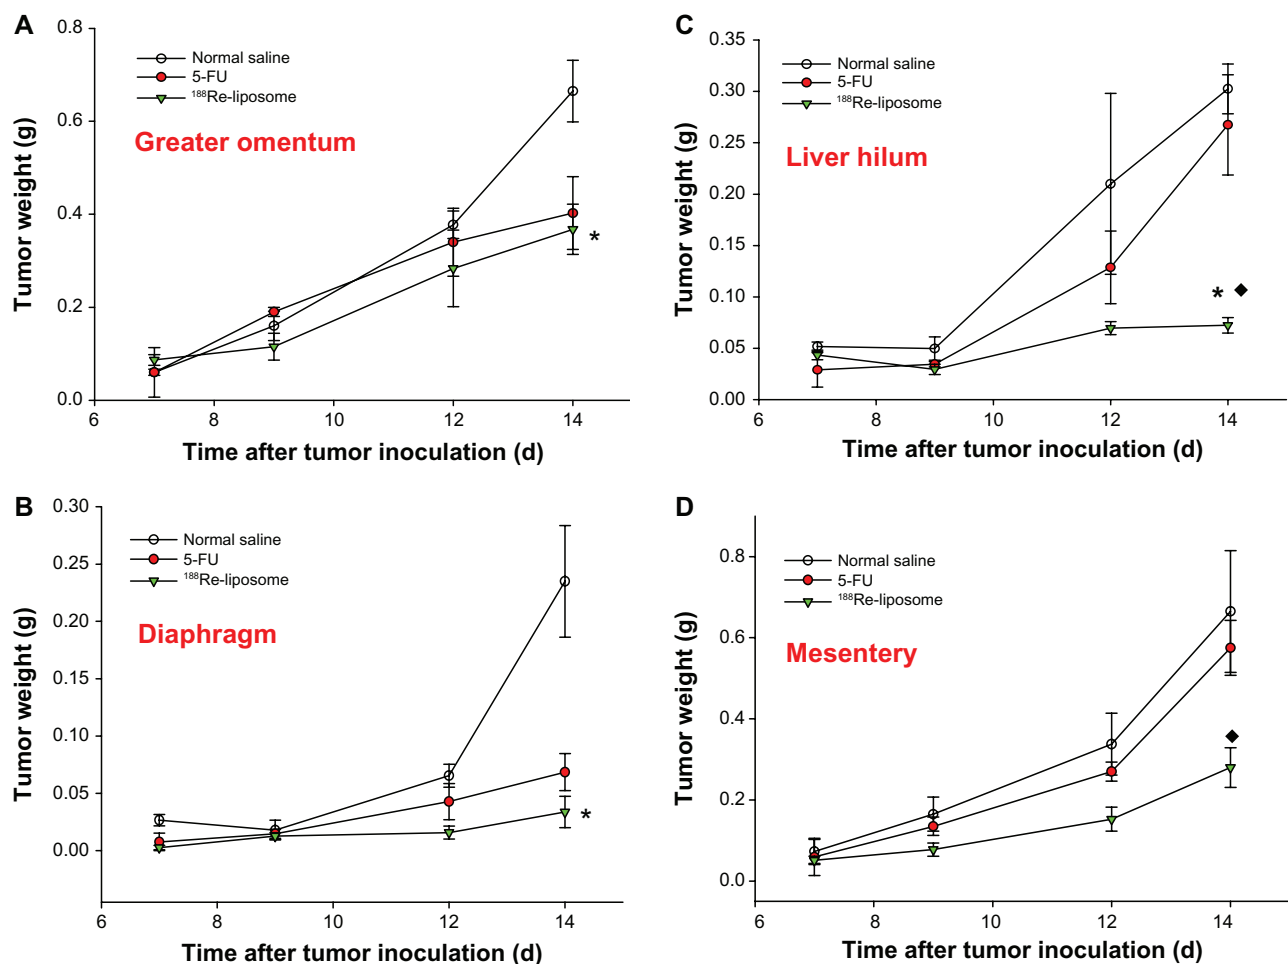 A
0.8
0.6
0.4
0.2
0.0
Tumor weight (g)
Normal saline
5-FU
188Re-liposome
Greater omentum
*
6
8
10
12
14
Time after tumor inoculation (d)
C
0.35
0.30
0.25
0.20
0.15
0.10
0.05
0.00
Tumor weight (g)
Normal saline
5-FU
188Re-liposome
Liver hilum
* ◆
6
8
10
12
14
Time after tumor inoculation (d)
B
0.30
0.25
0.20
0.15
0.10
0.05
0.00
Tumor weight (g)
Normal saline
5-FU
188Re-liposome
Diaphragm
*
6
8
10
12
14
Time after tumor inoculation (d)
D
0.8
0.6
0.4
0.2
0.0
Tumor weight (g)
Normal saline
5-FU
188Re-liposome
Mesentery
◆
6
8
10
12
14
Time after tumor inoculation (d)